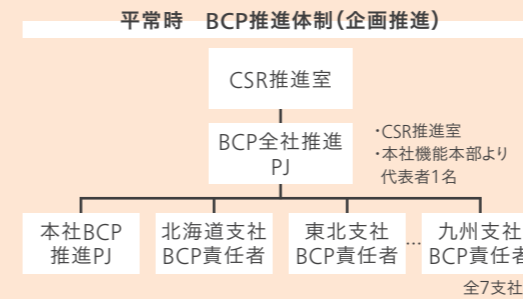 平常時　BCP推進体制(企画推進)
CSR推進室
BCP全社推進
PJ
・CSR推進室
・本社機能本部より
代表者1名
本社BCP
推進PJ
北海道支社
BCP責任者
東北支社
BCP責任者
…
九州支社
BCP責任者
全7支社